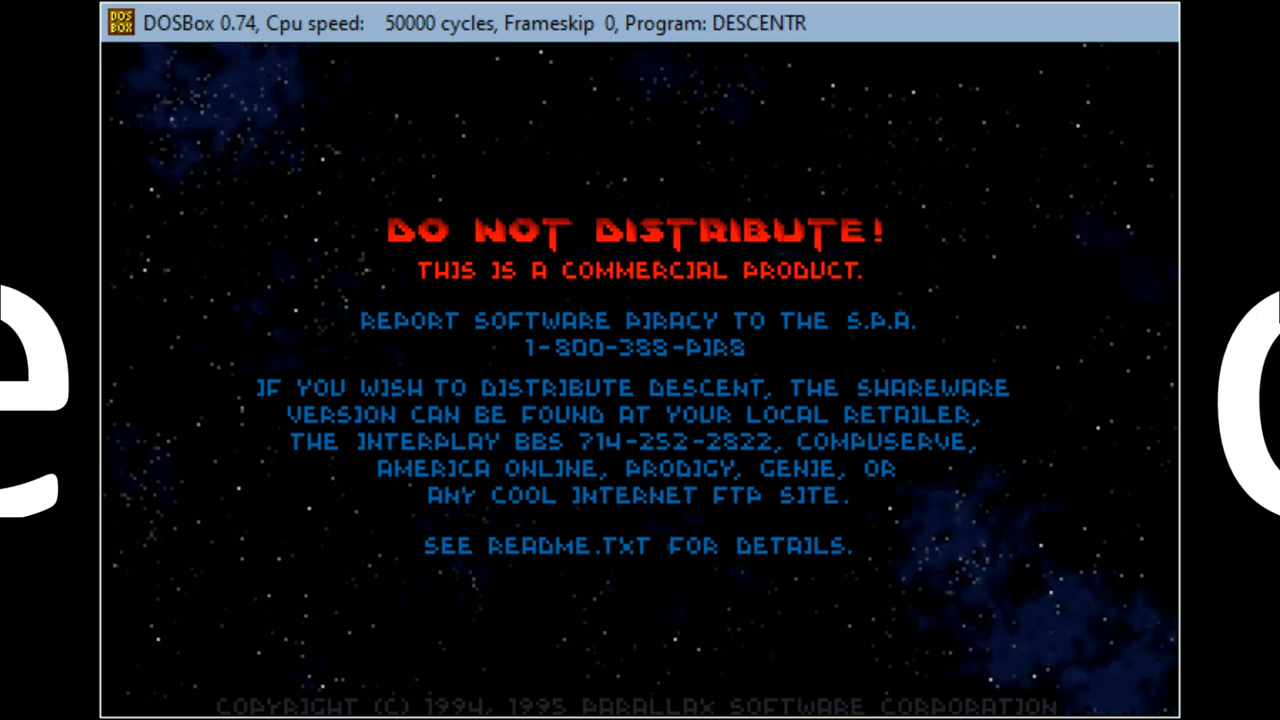 DOSBox 0.74, Cpu speed: 50000 cycles, Frameskip 0, Program: DESCENTR
DO NOT DISTRIBUTE!
THIS IS A COMMERCIAL PRODUCT.
REPORT SOFTWARE PIRACY TO THE S.P.A.
1-800-388-PIR8
IF YOU WISH TO DISTRIBUTE DESCENT, THE SHAREWARE
VERSION CAN BE FOUND AT YOUR LOCAL RETAILER,
THE INTERPLAY BBS 714-252-2822, COMPUSERVE,
AMERICA ONLINE, PRODIGY, GENIE, OR
ANY COOL INTERNET FTP SITE.
SEE README.TXT FOR DETAILS.
COPYRIGHT (C) 1994, 1995 PARALLAX SOFTWARE CORPORATION